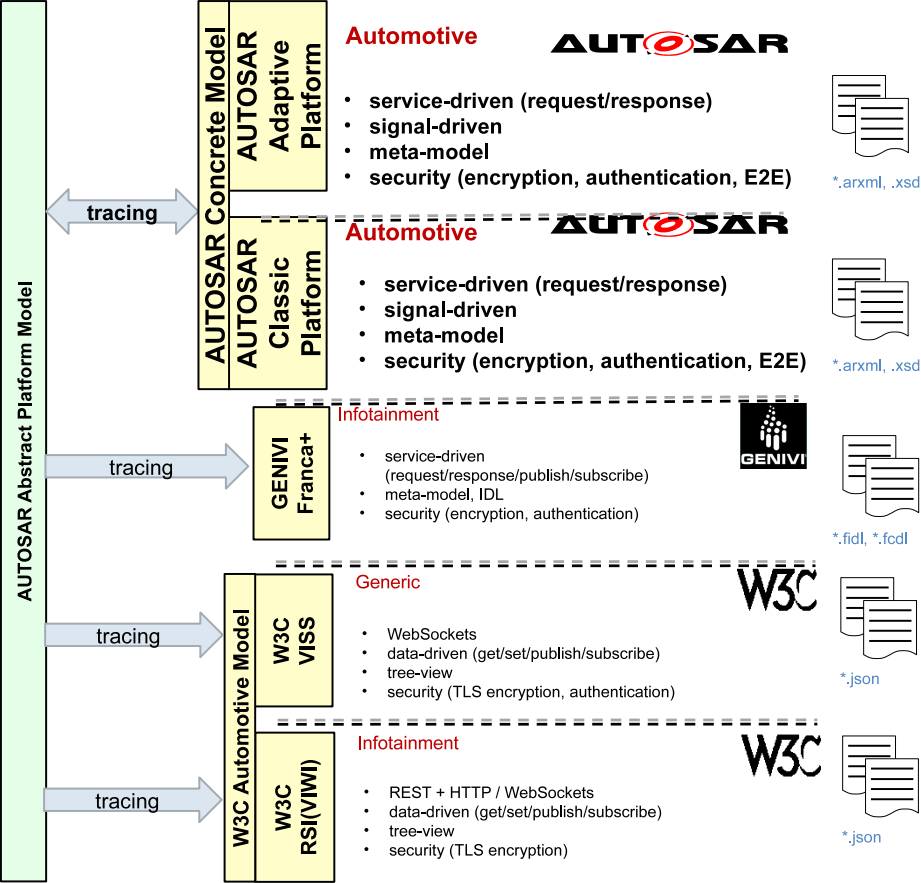 AUTOSAR Abstract Platform Model
tracing
AUTOSAR Concrete Model
AUTOSAR
Adaptive
Platform
Automotive
AUTOSAR
• service-driven (request/response)
• signal-driven
• meta-model
• security (encryption, authentication, E2E)
*.arxml, .xsd
AUTOSAR
Classic
Platform
Automotive
AUTOSAR
• service-driven (request/response)
• signal-driven
• meta-model
• security (encryption, authentication, E2E)
*.arxml, .xsd
tracing
GENIVI
Franca+
Infotainment
GENIVI
• service-driven
(request/response/publish/subscribe)
• meta-model, IDL
• security (encryption, authentication)
*.fidl, *.fcdl
tracing
W3C Automotive Model
W3C
VISS
Generic
W3C
• WebSockets
• data-driven (get/set/publish/subscribe)
• tree-view
• security (TLS encryption, authentication)
*.json
tracing
W3C
RSI(VIWI)
Infotainment
W3C
• REST + HTTP / WebSockets
• data-driven (get/set/publish/subscribe)
• tree-view
• security (TLS encryption)
*.json